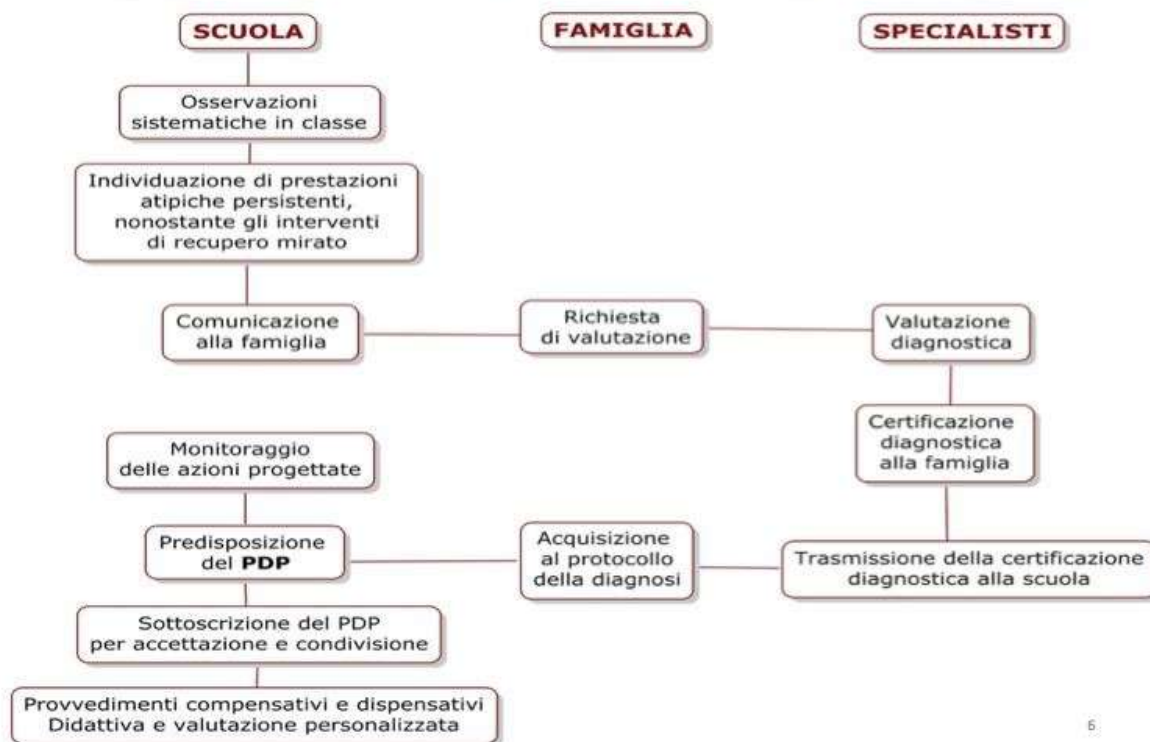 SCUOLA
FAMIGLIA
SPECIALISTI
Osservazioni
sistematiche in classe
Individuazione di prestazioni
atipiche persistenti,
nonostante gli interventi
di recupero mirato
Comunicazione
alla famiglia
Richiesta
di valutazione
Valutazione
diagnostica
Certificazione
diagnostica
alla famiglia
Trasmissione della certificazione
diagnostica alla scuola
Acquisizione
al protocollo
della diagnosi
Monitoraggio
delle azioni progettate
Predisposizione
del PDP
Sottoscrizione del PDP
per accettazione e condivisione
Provvedimenti compensativi e dispensativi
Didattica e valutazione personalizzata
6